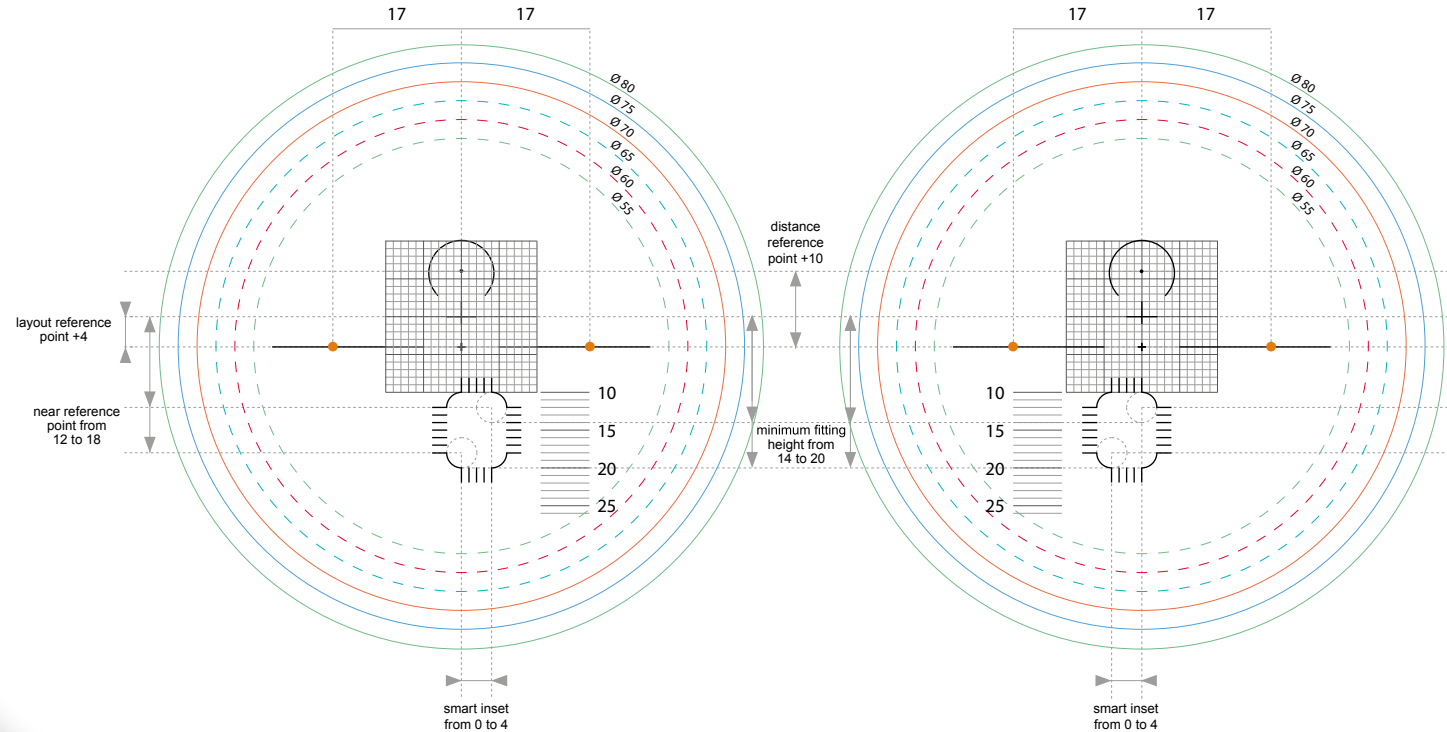 17 17
17 17
Ø 80
Ø 75
Ø 70
Ø 65
Ø 60
Ø 55
Ø 80
Ø 75
Ø 70
Ø 65
Ø 60
Ø 55
distance
reference
point +10
layout reference
point +4
near reference
point from
12 to 18
10
15
20
25
minimum fitting
height from
14 to 20
10
15
20
25
smart inset
from 0 to 4
smart inset
from 0 to 4